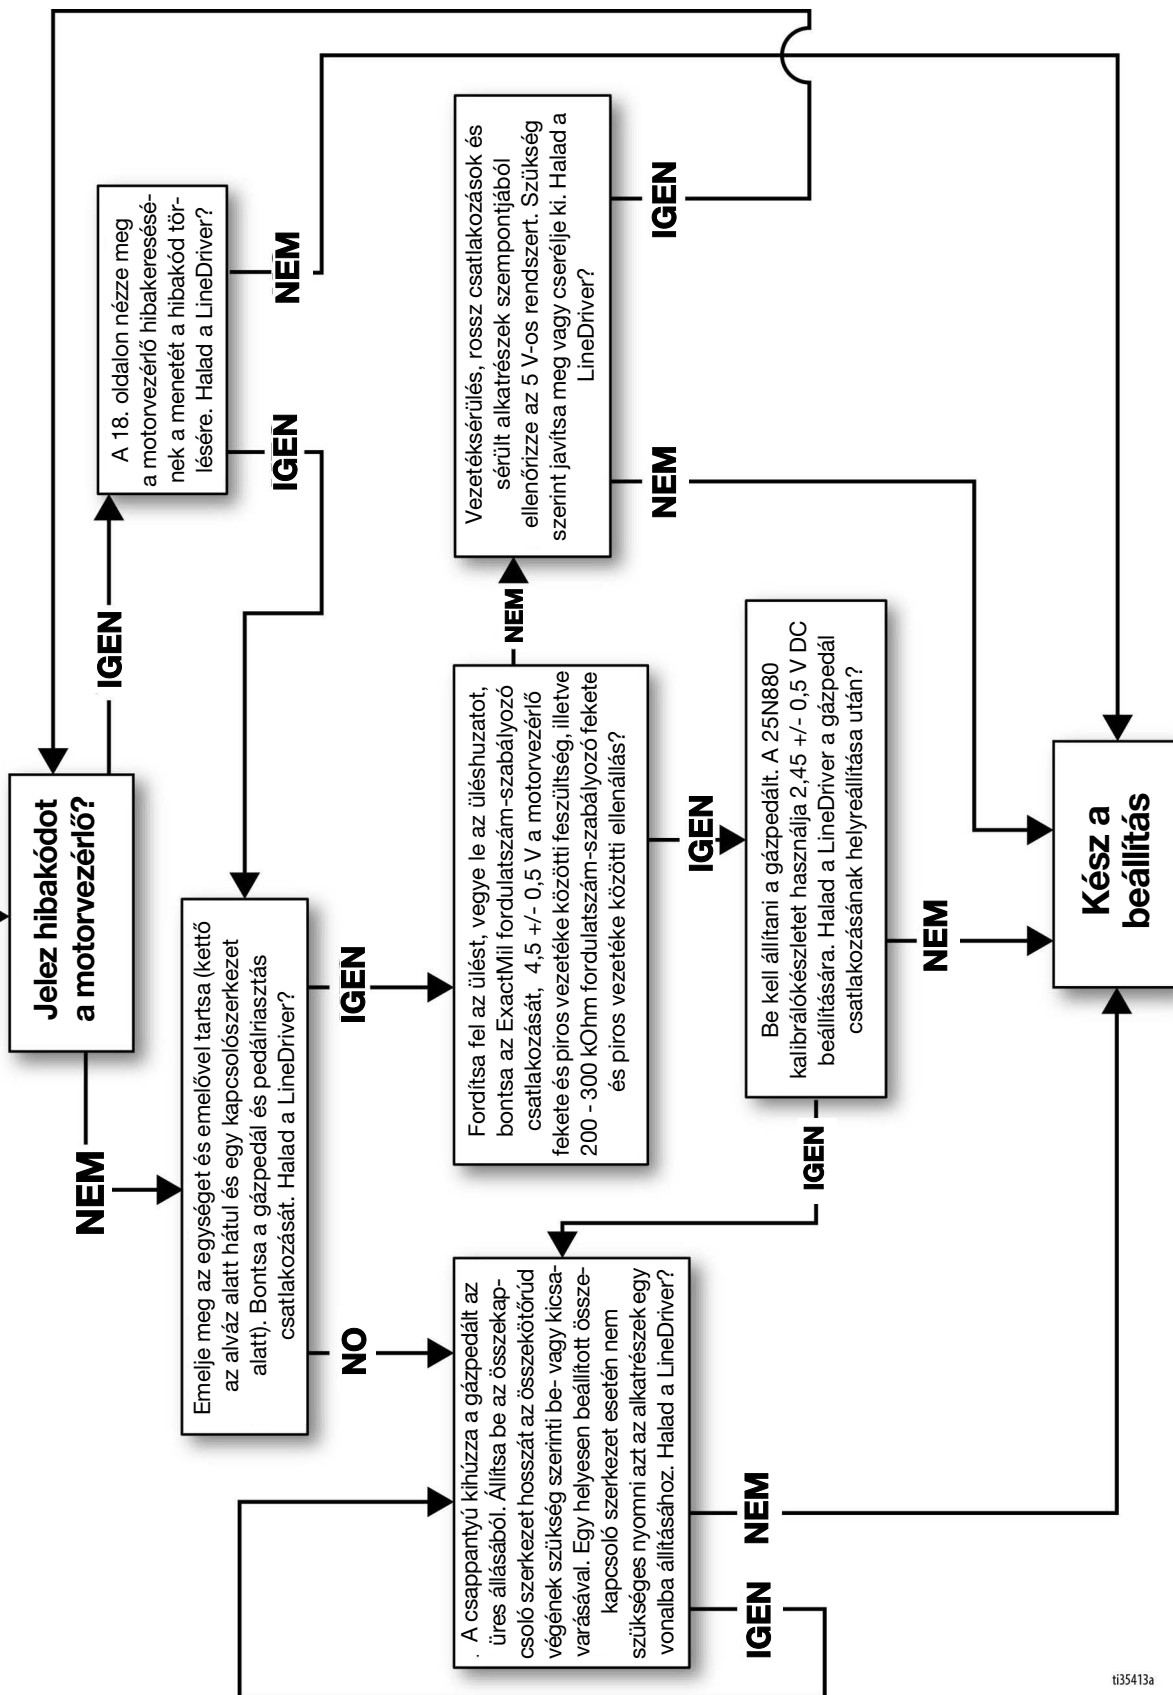 Jelez hibakódot
a motorvezérlő?
IGEN
NEM
A 18. oldalon nézze meg
a motorvezérlő hibakeresésé-
nek a menetét a hibakód tör-
lésére. Halad a LineDriver?
IGEN
NEM
Emelje meg az egységet és emelővel tartsa (kettő
az alváz alatt hátul és egy kapcsolószerkezet
alatt). Bontsa a gázpedál és pedálriasztás
csatlakozását. Halad a LineDriver?
NO
IGEN
Fordítsa fel az ülést, vegye le az üléshuzatot,
bontsa az ExactMil fordulatszám-szabályozó
csatlakozását, 4,5 +/- 0,5 V a motorvezérlő
fekete és piros vezetéke közötti feszültség, illetve
200 - 300 kOhm fordulatszám-szabályozó fekete
és piros vezetéke közötti ellenállás?
NEM
IGEN
Vezetéksérülés, rossz csatlakozások és
sérült alkatrészek szempontjából
ellenőrizze az 5 V-os rendszert. Szükség
szerint javítsa meg vagy cserélje ki. Halad a
LineDriver?
NEM
IGEN
. A csappantyú kihúzza a gázpedált az
üres állásából. Állítsa be az összekap-
csoló szerkezet hosszát az összekötőrúd
végének szükség szerinti be- vagy kicsa-
varásával. Egy helyesen beállított össze-
kapcsoló szerkezet esetén nem
szükséges nyomni azt az alkatrészek egy
vonalba állításához. Halad a LineDriver?
IGEN
NEM
Be kell állítani a gázpedált. A 25N880
kalibrálókészletet használja 2,45 +/- 0,5 V DC
beállítására. Halad a LineDriver a gázpedál
csatlakozásának helyreállítása után?
IGEN
NEM
Kész a
beállítás
ti35413a